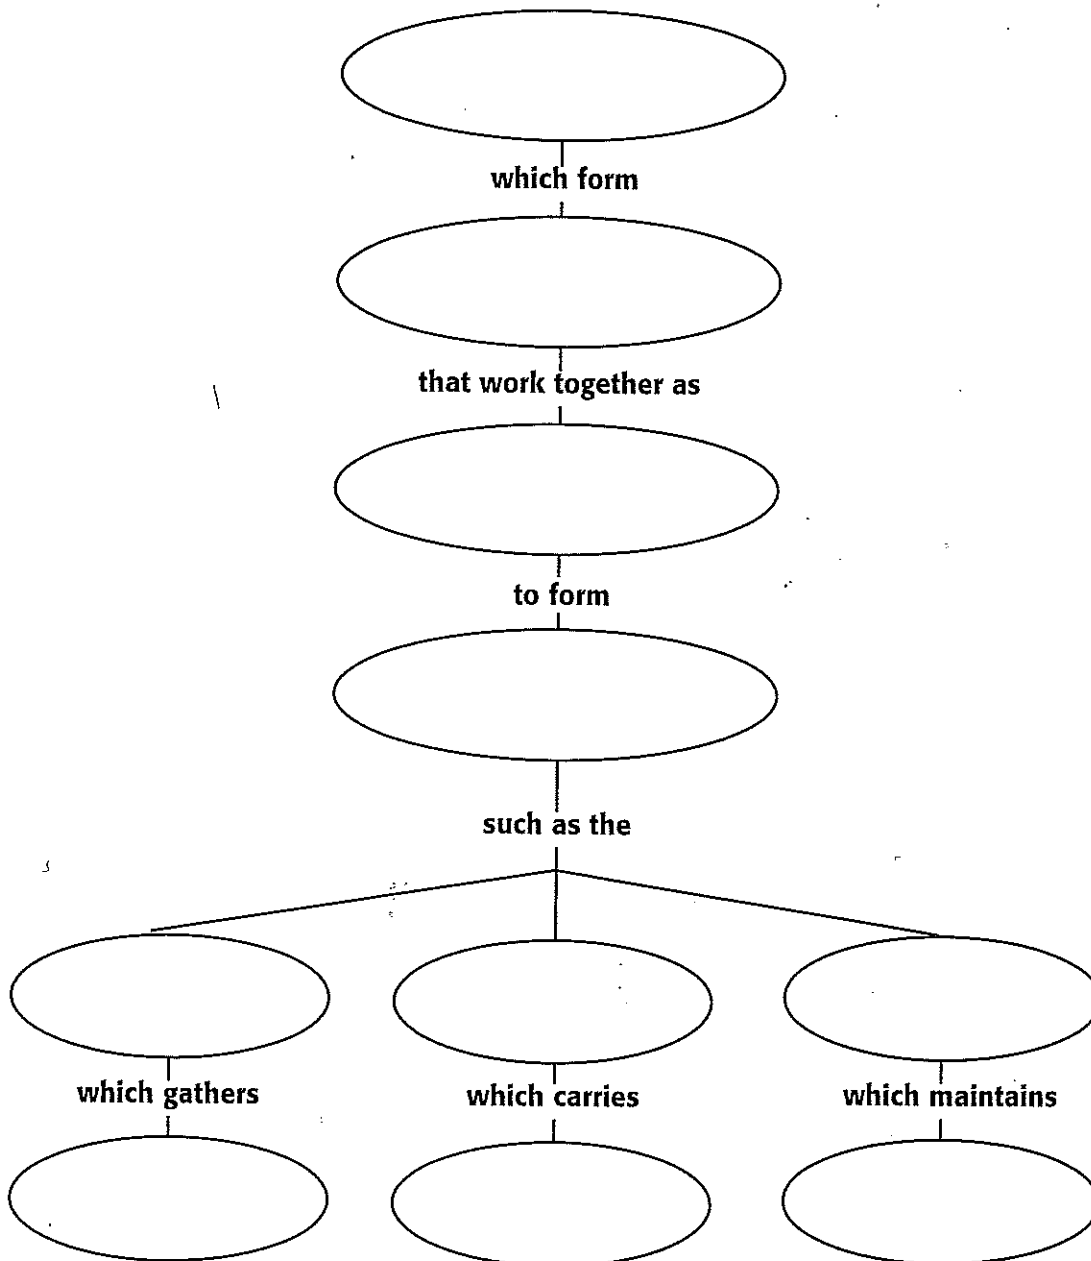 which form
that work together as
to form
such as the
which gathers
which carries
which maintains